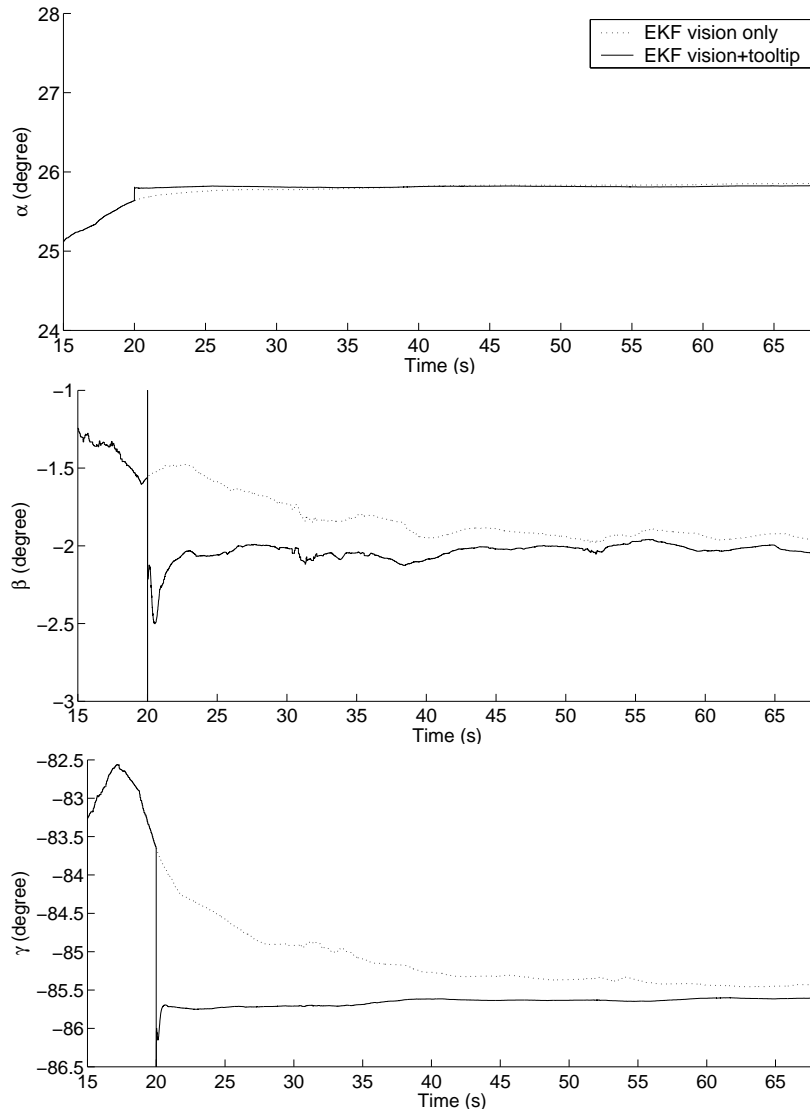 28
27
26
25
24
α (degree)
EKF vision only
EKF vision+tooltip
15 20 25 30 35 40 45 50 55 60 65
Time (s)
−1
−1.5
−2
−2.5
−3
β (degree)
15 20 25 30 35 40 45 50 55 60 65
Time (s)
−82.5
−83
−83.5
−84
−84.5
−85
−85.5
−86
−86.5
γ (degree)
15 20 25 30 35 40 45 50 55 60 65
Time (s)